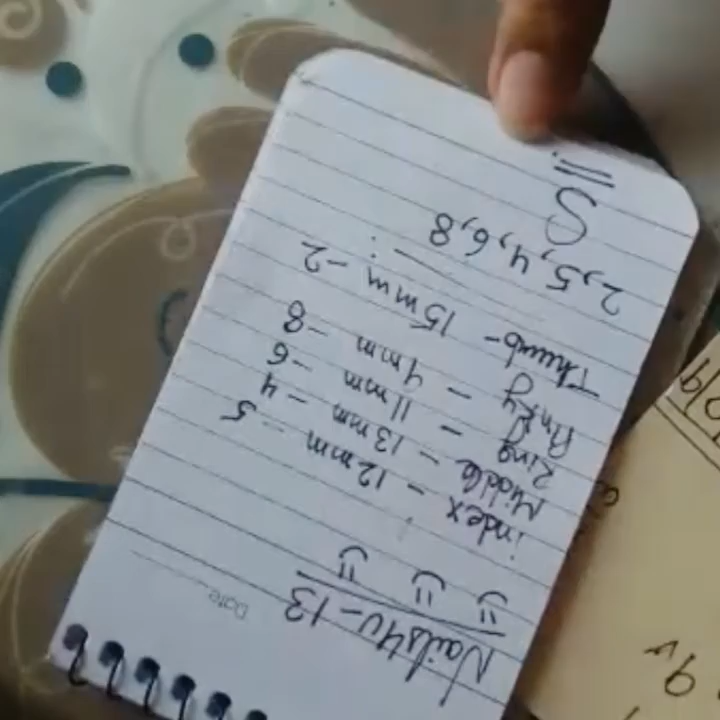 Date
Nails4U-13
index - 12mm - 5
Middle - 13mm - 4
Ring - 11mm - 6
Pinky - 9mm - 8
Thumb - 15mm - 2
2,5,4,6,8
S